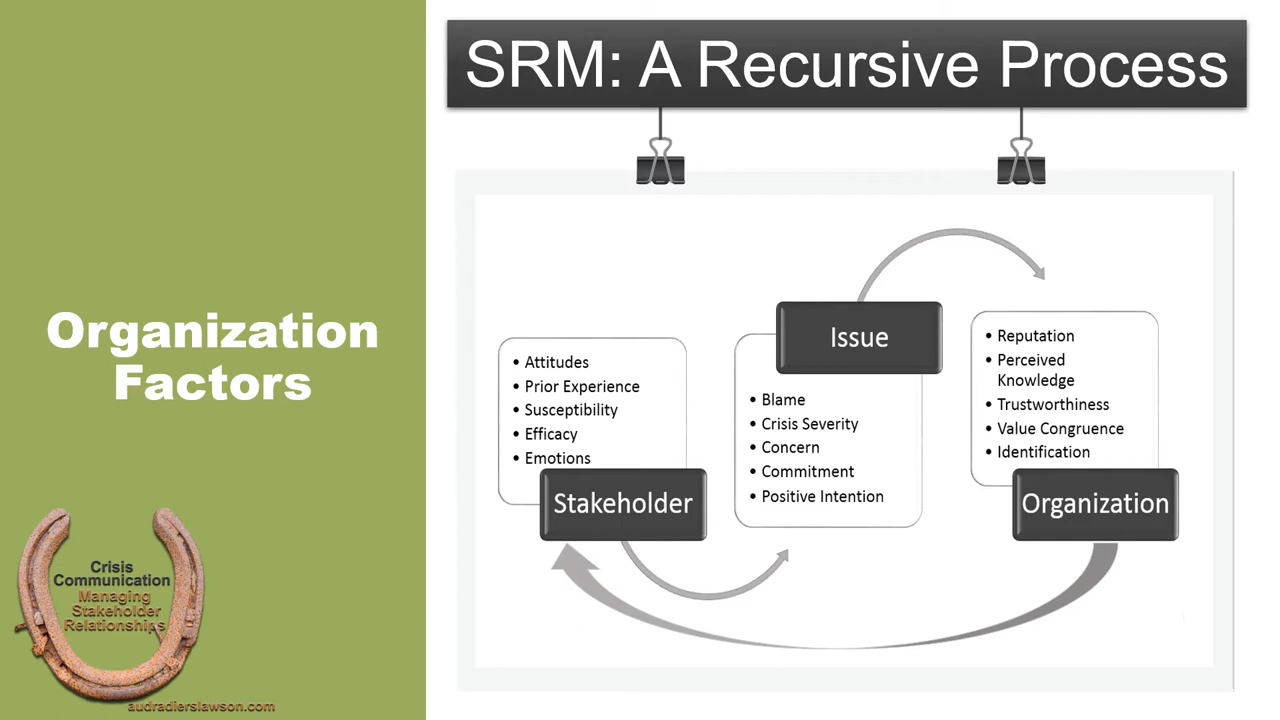 SRM: A Recursive Process
Organization
Factors
• Attitudes
• Prior Experience
• Susceptibility
• Efficacy
• Emotions
Stakeholder
Issue
• Blame
• Crisis Severity
• Concern
• Commitment
• Positive Intention
• Reputation
• Perceived
Knowledge
• Trustworthiness
• Value Congruence
• Identification
Organization
Crisis
Communication
Managing
Stakeholder
Relationships
audradierslawson.com